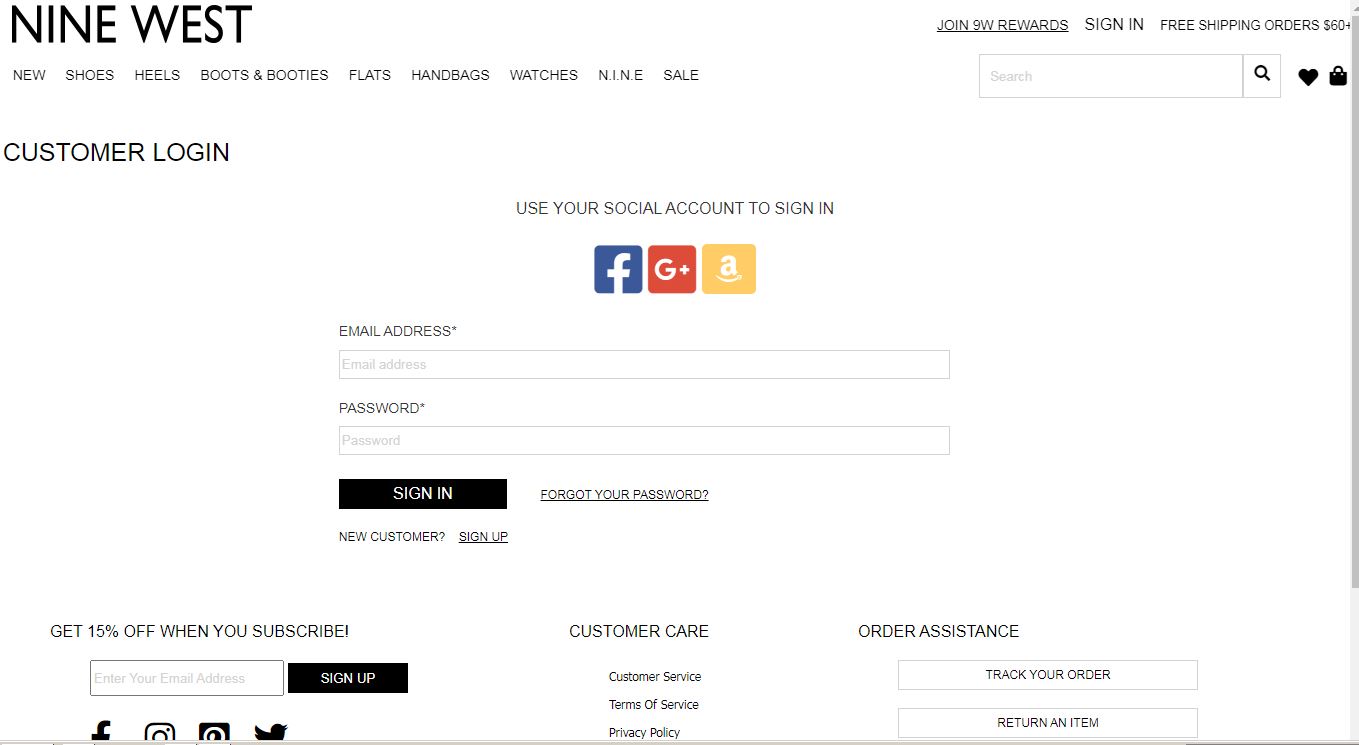 NINE WEST
JOIN 9W REWARDS SIGN IN FREE SHIPPING ORDERS $60+
NEW SHOES HEELS BOOTS & BOOTIES FLATS HANDBAGS WATCHES N.I.N.E SALE
Search
CUSTOMER LOGIN
USE YOUR SOCIAL ACCOUNT TO SIGN IN
f G+ a
EMAIL ADDRESS*
Email address
PASSWORD*
Password
SIGN IN FORGOT YOUR PASSWORD?
NEW CUSTOMER? SIGN UP
GET 15% OFF WHEN YOU SUBSCRIBE! CUSTOMER CARE ORDER ASSISTANCE
Enter Your Email Address SIGN UP Customer Service TRACK YOUR ORDER
Terms Of Service
Privacy Policy RETURN AN ITEM